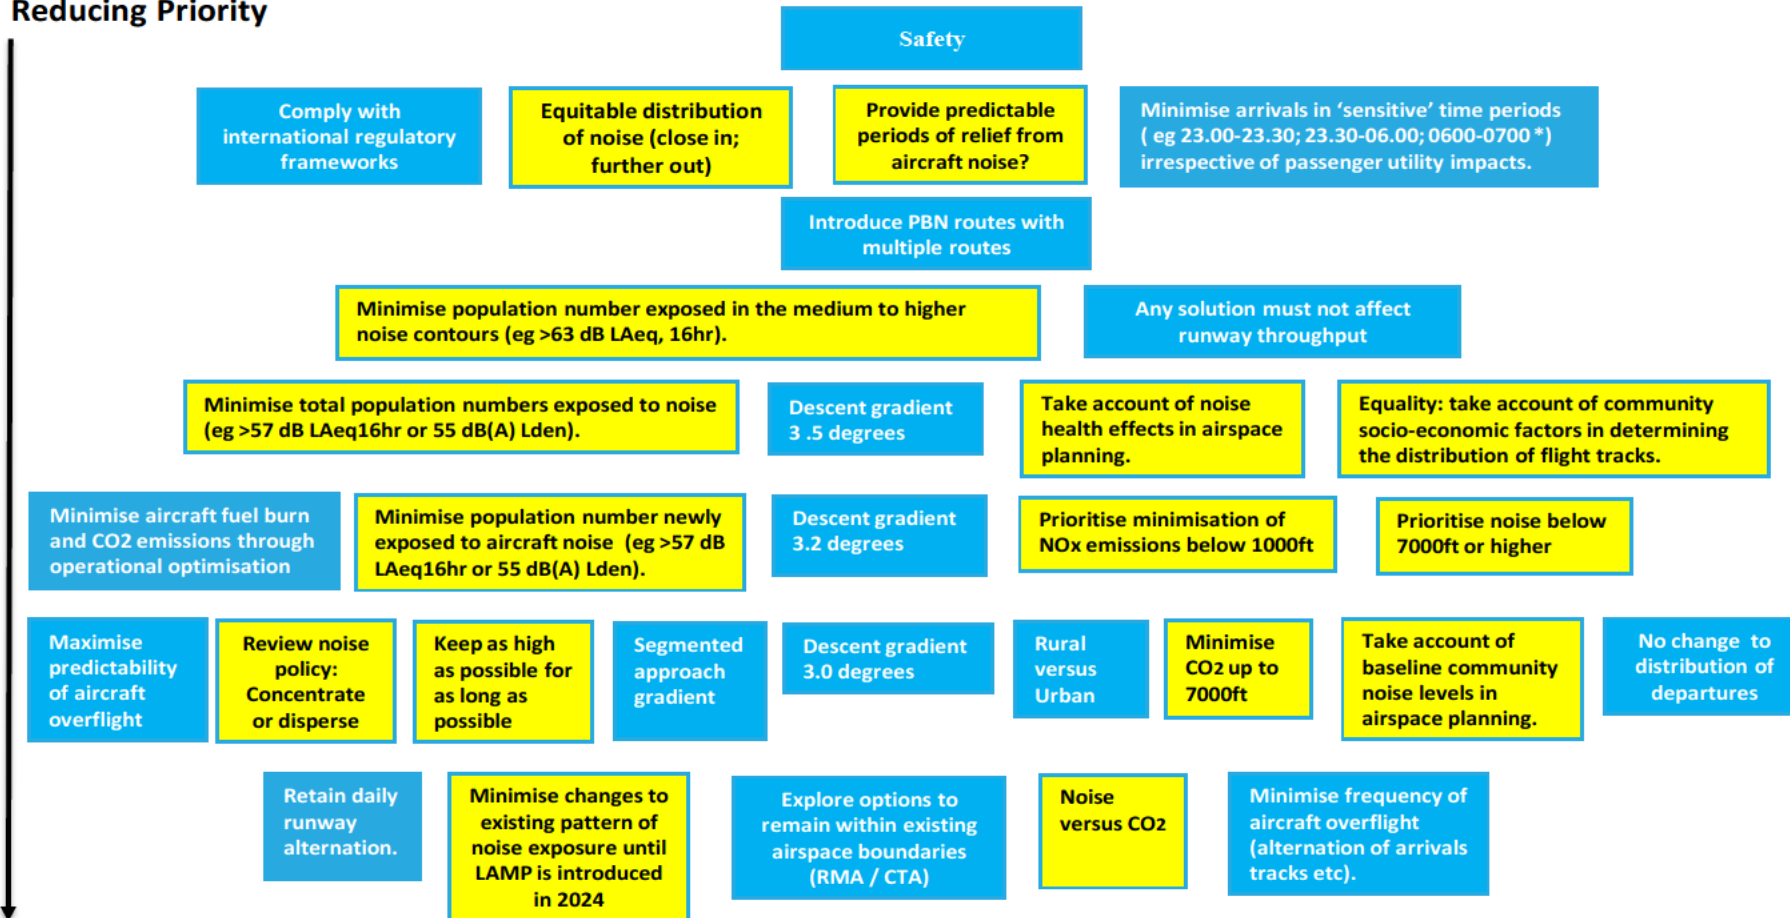 Reducing Priority
Safety
Comply with
international regulatory
frameworks
Equitable distribution
of noise (close in;
further out)
Provide predictable
periods of relief from
aircraft noise?
Minimise arrivals in ‘sensitive’ time periods
( eg 23.00-23.30; 23.30-06.00; 0600-0700 *)
irrespective of passenger utility impacts.
Introduce PBN routes with
multiple routes
Minimise population number exposed in the medium to higher
noise contours (eg >63 dB LAeq, 16hr).
Any solution must not affect
runway throughput
Minimise total population numbers exposed to noise
(eg >57 dB LAeq16hr or 55 dB(A) Lden).
Descent gradient
3 .5 degrees
Take account of noise
health effects in airspace
planning.
Equality: take account of community
socio-economic factors in determining
the distribution of flight tracks.
Minimise aircraft fuel burn
and CO2 emissions through
operational optimisation
Minimise population number newly
exposed to aircraft noise (eg >57 dB
LAeq16hr or 55 dB(A) Lden).
Descent gradient
3.2 degrees
Prioritise minimisation of
NOx emissions below 1000ft
Prioritise noise below
7000ft or higher
Maximise
predictability
of aircraft
overflight
Review noise
policy:
Concentrate
or disperse
Keep as high
as possible for
as long as
possible
Segmented
approach
gradient
Descent gradient
3.0 degrees
Rural
versus
Urban
Minimise
CO2 up to
7000ft
Take account of
baseline community
noise levels in
airspace planning.
No change to
distribution of
departures
Retain daily
runway
alternation.
Minimise changes to
existing pattern of
noise exposure until
LAMP is introduced
in 2024
Explore options to
remain within existing
airspace boundaries
(RMA / CTA)
Noise
versus CO2
Minimise frequency of
aircraft overflight
(alternation of arrivals
tracks etc).